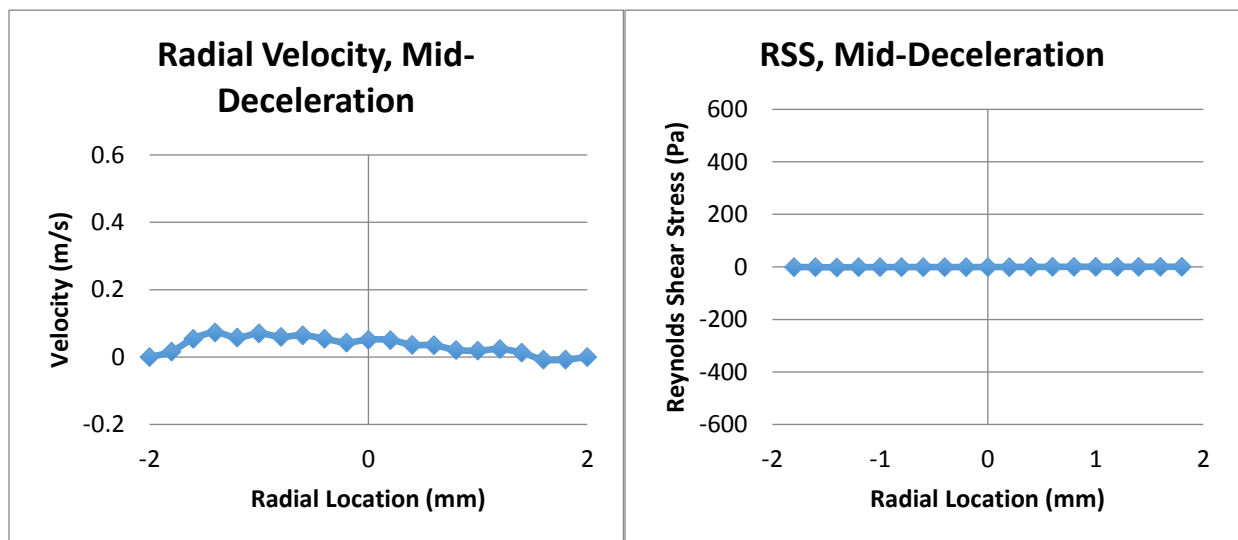 Radial Velocity, Mid-
Deceleration
Velocity (m/s)
0.6
0.4
0.2
0
-0.2
-2
0
2
Radial Location (mm)
RSS, Mid-Deceleration
Reynolds Shear Stress (Pa)
600
400
200
0
-200
-400
-600
-2
-1
0
1
2
Radial Location (mm)